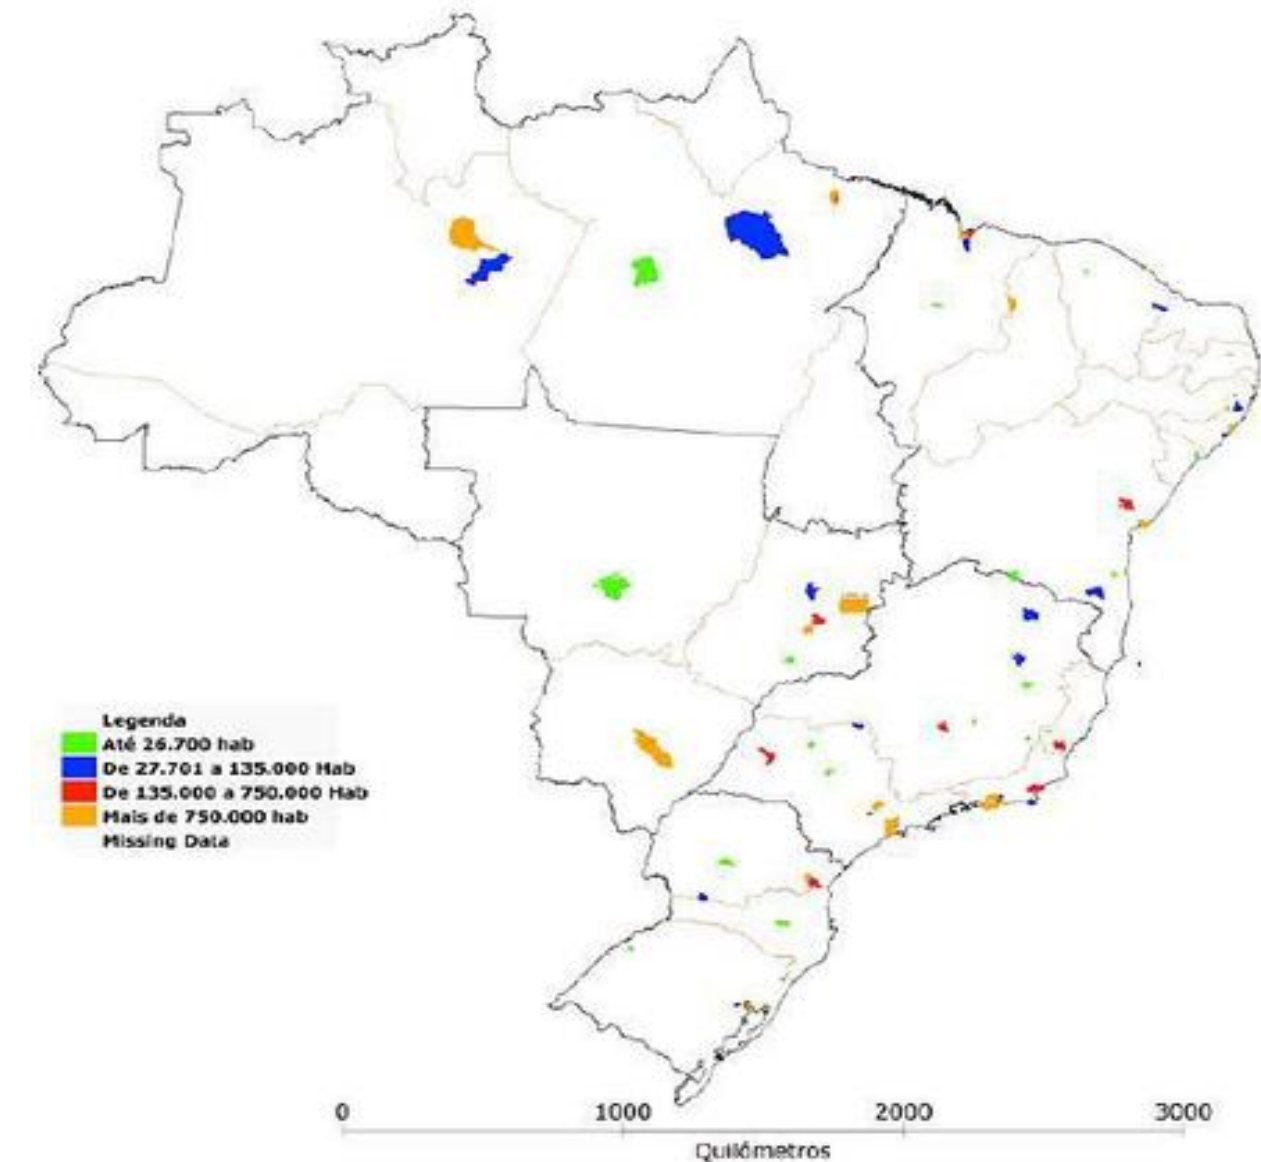 Legenda
Até 26.700 hab
De 27.701 a 135.000 Hab
De 135.000 a 750.000 Hab
Mais de 750.000 hab
Missing Data
0 1000 2000 3000
Quilómetros